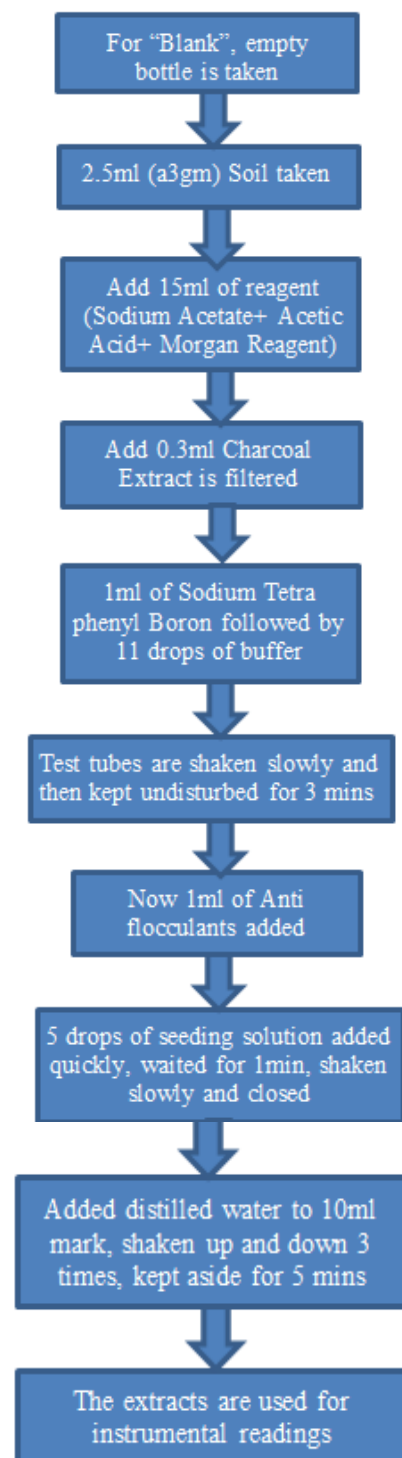 For “Blank”, empty
bottle is taken
2.5ml (a3gm) Soil taken
Add 15ml of reagent
(Sodium Acetate+ Acetic
Acid+ Morgan Reagent)
Add 0.3ml Charcoal
Extract is filtered
1ml of Sodium Tetra
phenyl Boron followed by
11 drops of buffer
Test tubes are shaken slowly and
then kept undisturbed for 3 mins
Now 1ml of Anti
flocculants added
5 drops of seeding solution added
quickly, waited for 1min, shaken
slowly and closed
Added distilled water to 10ml
mark, shaken up and down 3
times, kept aside for 5 mins
The extracts are used for
instrumental readings